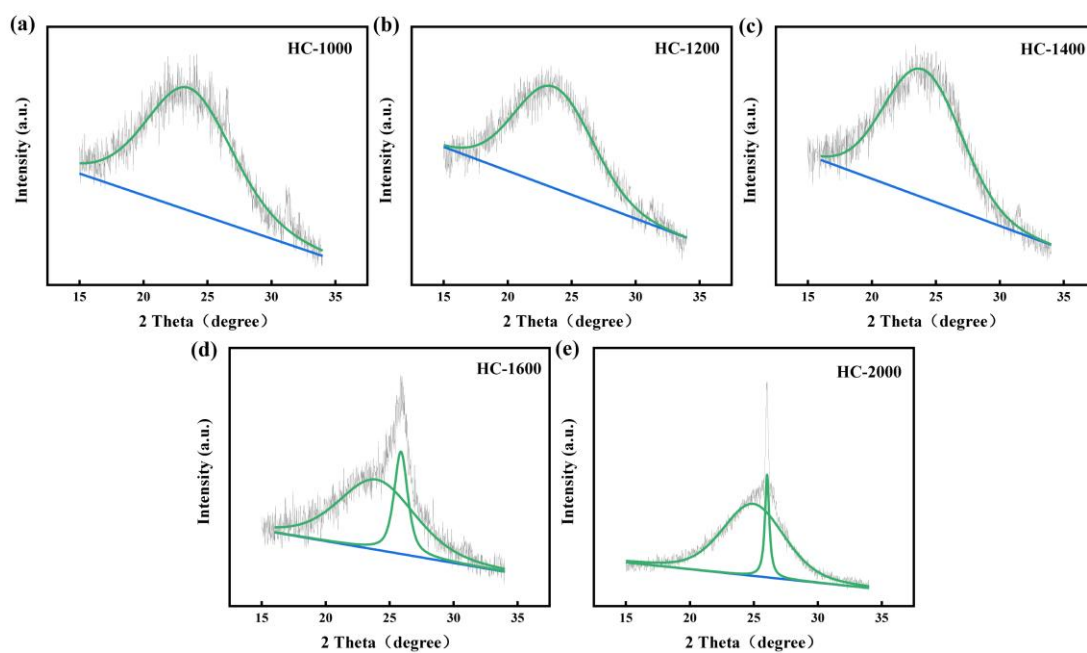 (a)
HC-1000
Intensity (a.u.)
15 20 25 30 35
2 Theta（degree）
(b)
HC-1200
Intensity (a.u.)
15 20 25 30 35
2 Theta（degree）
(c)
HC-1400
Intensity (a.u.)
15 20 25 30 35
2 Theta（degree）
(d)
HC-1600
Intensity (a.u.)
15 20 25 30 35
2 Theta（degree）
(e)
HC-2000
Intensity (a.u.)
15 20 25 30 35
2 Theta（degree）